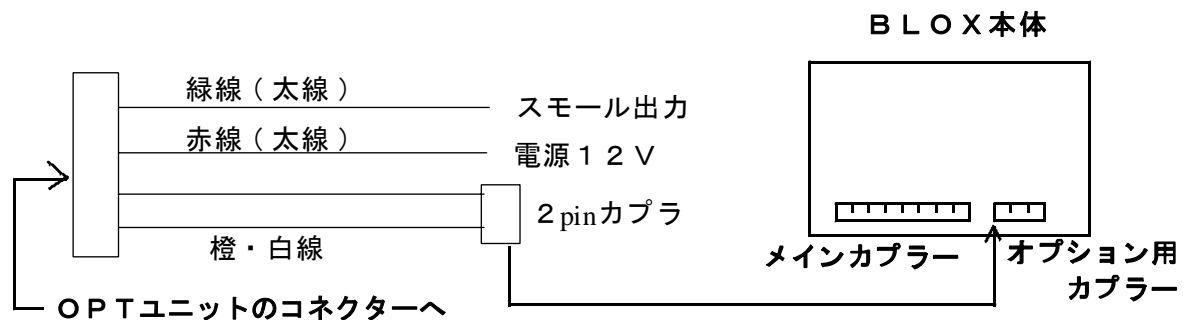 ＢＬＯＸ本体
緑線（太線）
スモール出力
赤線（太線）
電源１２Ｖ
２pinカプラ
橙・白線
メインカプラー
オプション用
カプラー
ＯＰＴユニットのコネクターへ